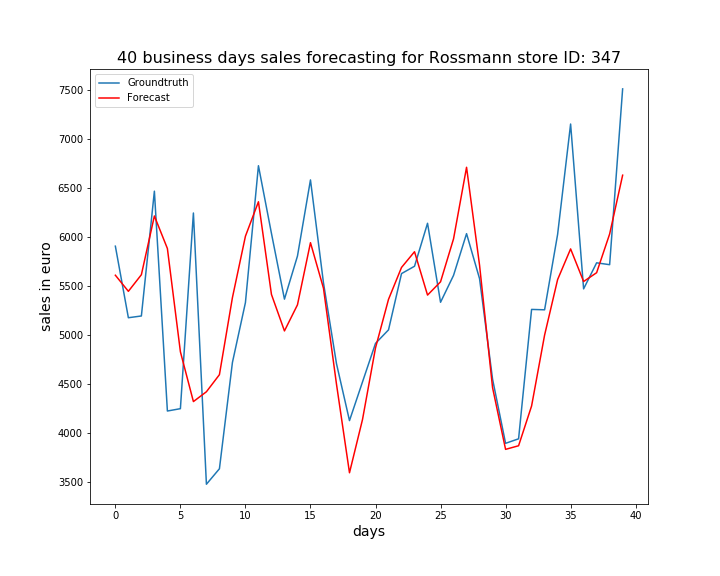 40 business days sales forecasting for Rossmann store ID: 347
Groundtruth
Forecast
sales in euro
7500
7000
6500
6000
5500
5000
4500
4000
3500
0 5 10 15 20 25 30 35 40
days